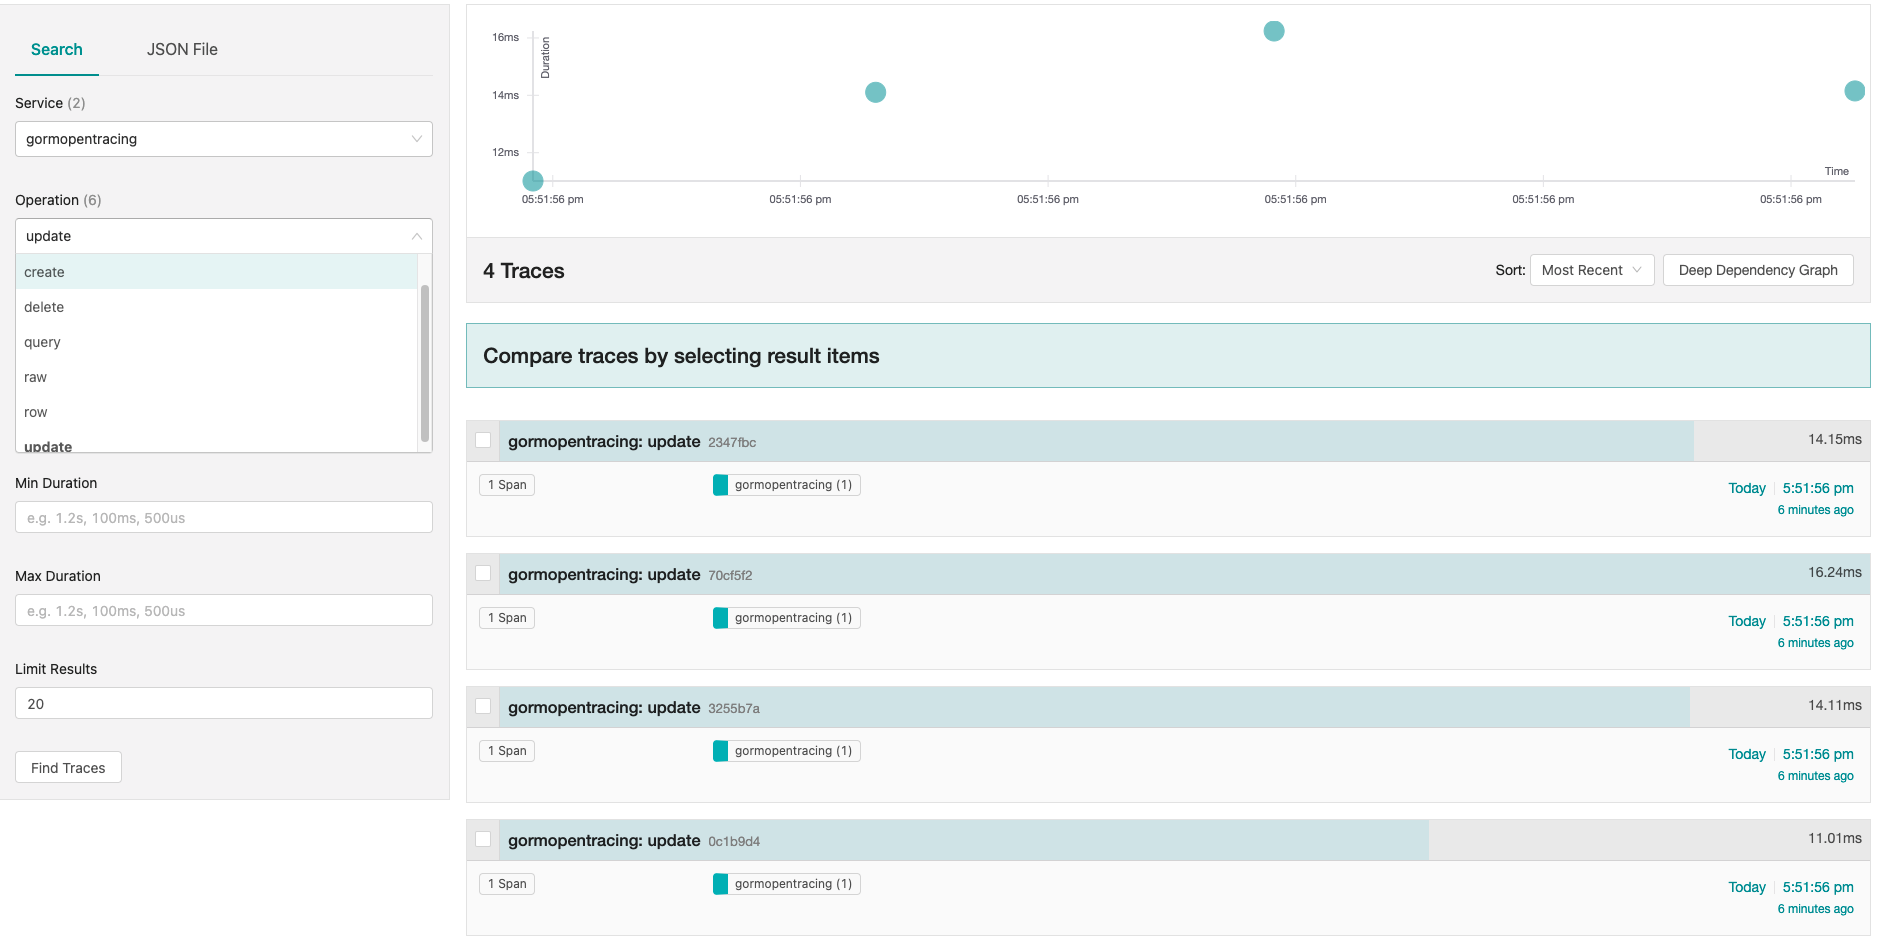 Search JSON File
Service (2)
gormopentracing
Operation (6)
update
create
delete
query
raw
row
update
Min Duration
e.g. 1.2s, 100ms, 500us
Max Duration
e.g. 1.2s, 100ms, 500us
Limit Results
20
Find Traces
16ms
14ms
12ms
Duration
Time
05:51:56 pm 05:51:56 pm 05:51:56 pm 05:51:56 pm 05:51:56 pm 05:51:56 pm
4 Traces Sort: Most Recent Deep Dependency Graph
Compare traces by selecting result items
gormopentracing: update 2347fbc 14.15ms
1 Span gormopentracing (1) Today 5:51:56 pm
6 minutes ago
gormopentracing: update 70cf5f2 16.24ms
1 Span gormopentracing (1) Today 5:51:56 pm
6 minutes ago
gormopentracing: update 3255b7a 14.11ms
1 Span gormopentracing (1) Today 5:51:56 pm
6 minutes ago
gormopentracing: update 0c1b9d4 11.01ms
1 Span gormopentracing (1) Today 5:51:56 pm
6 minutes ago